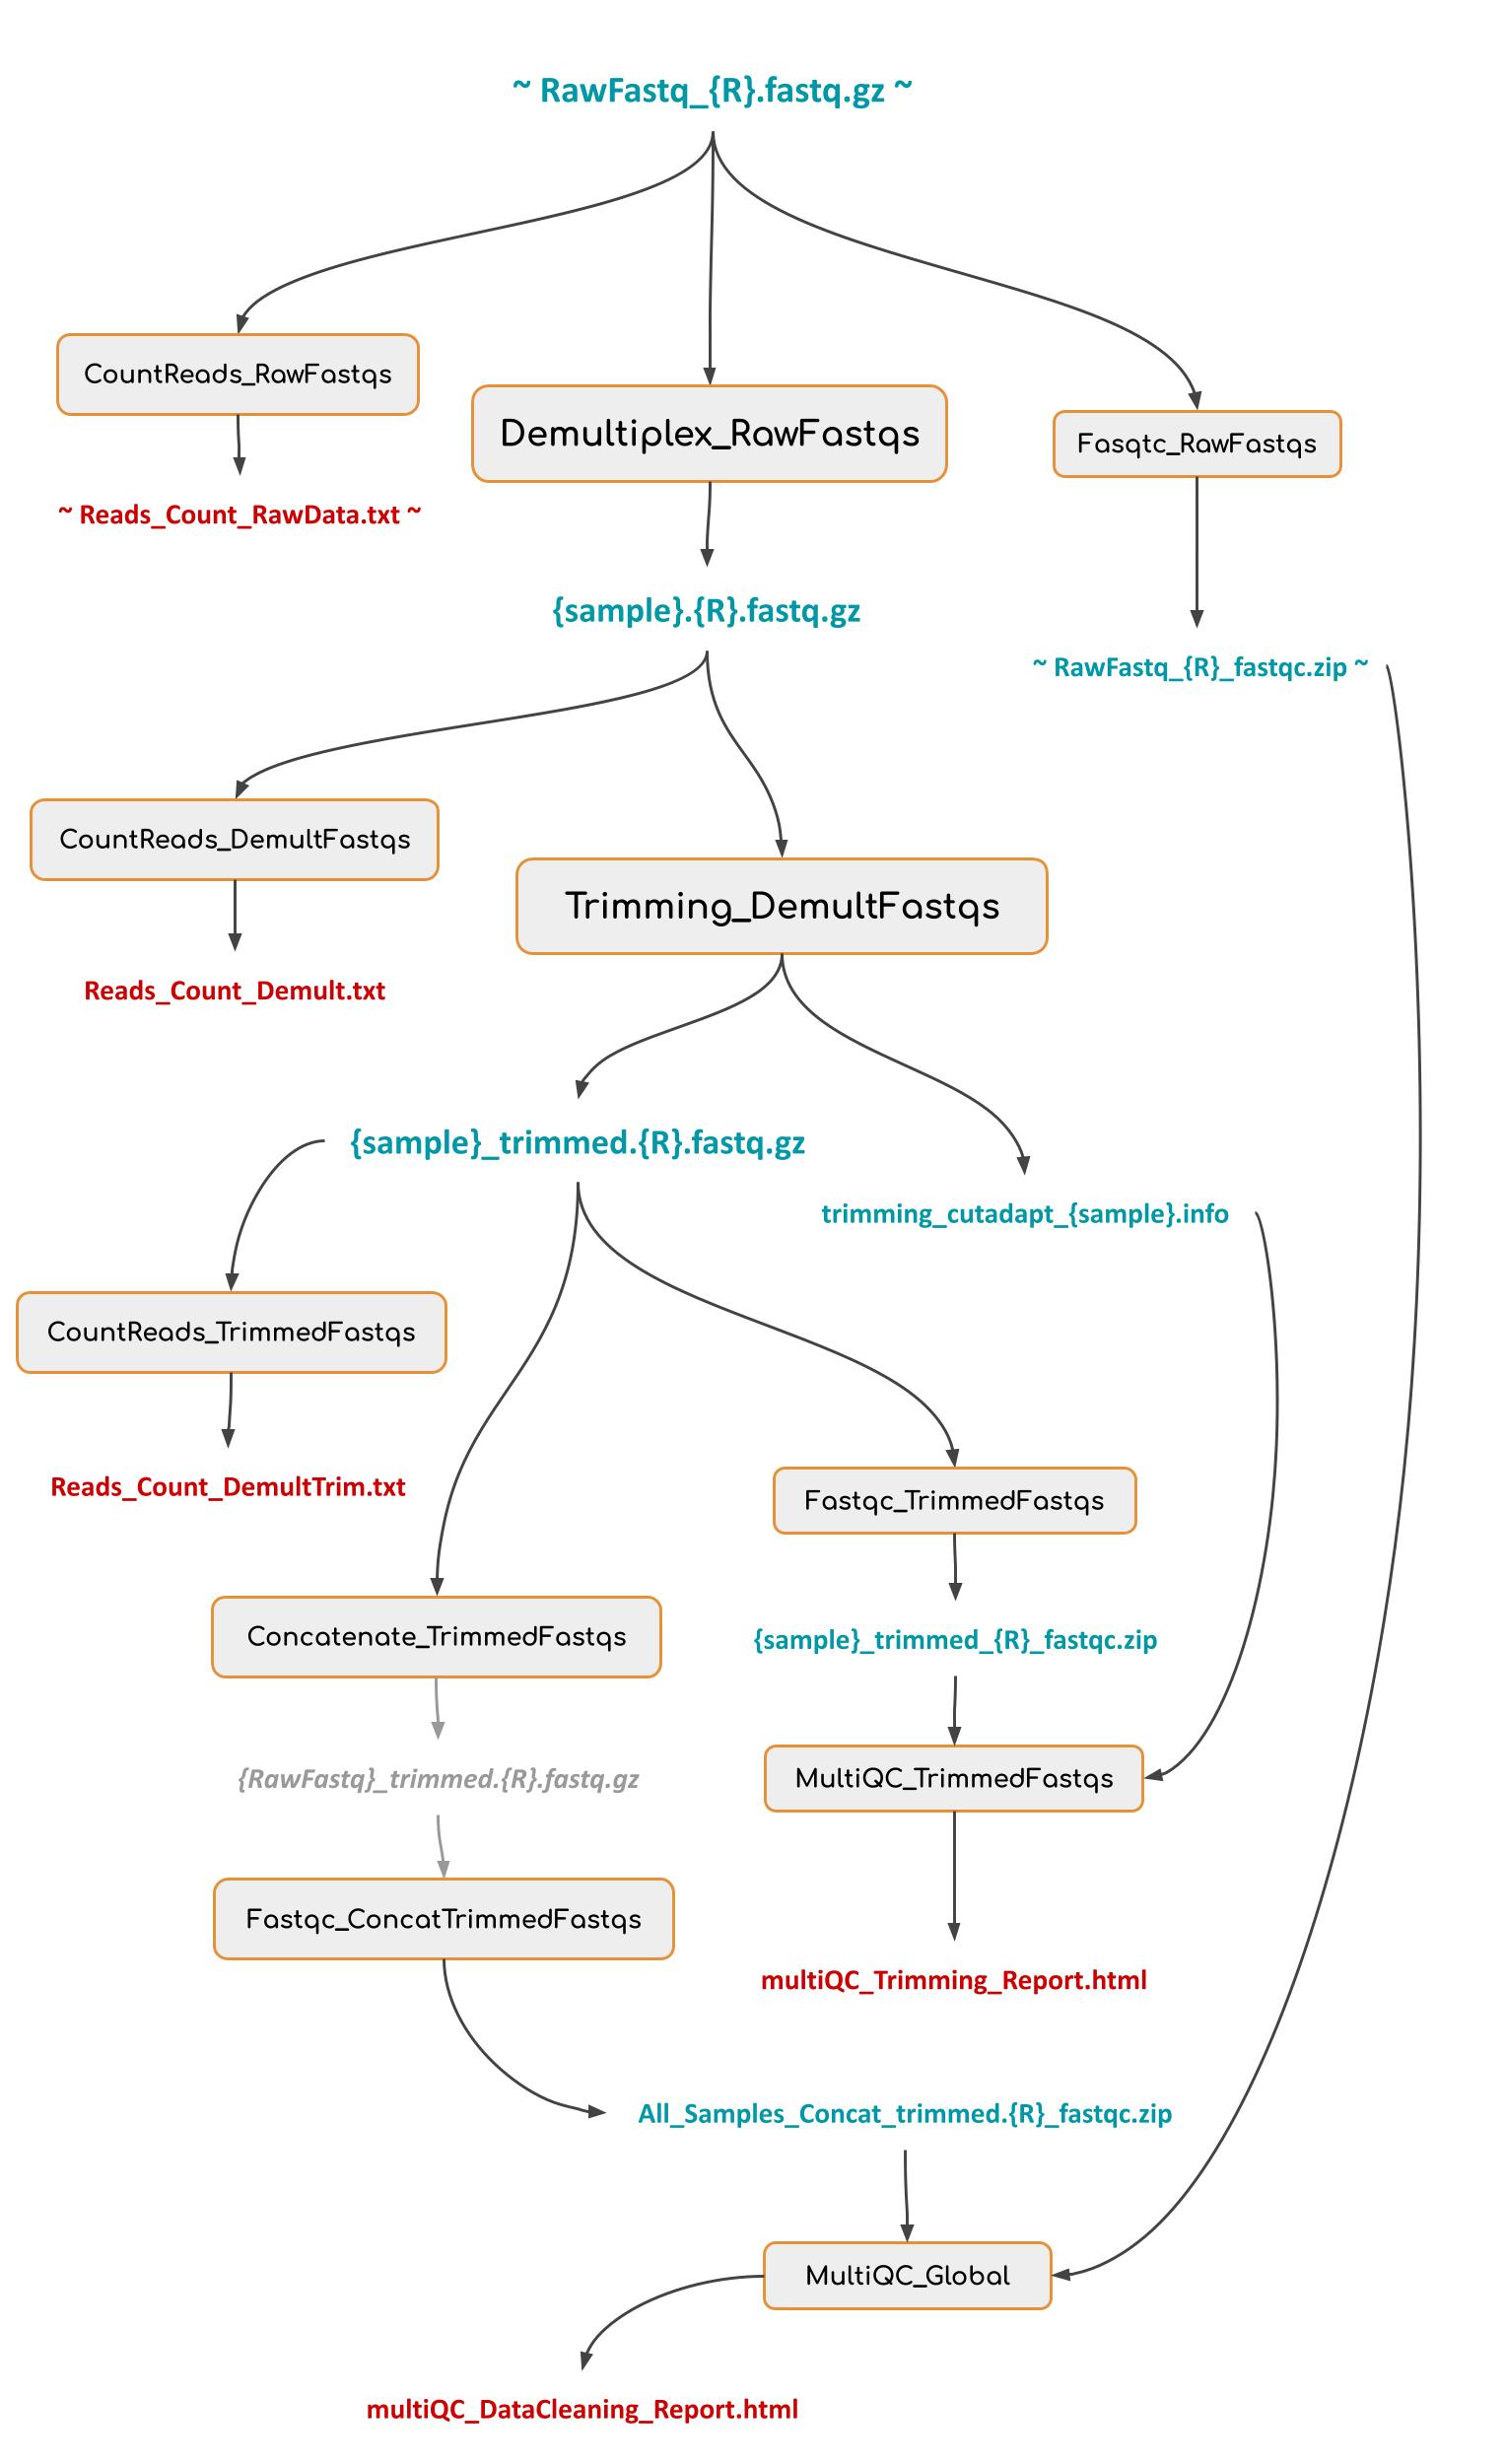 ~ RawFastq_{R}.fastq.gz ~
CountReads_RawFastqs
Demultiplex_RawFastqs
Fasqtc_RawFastqs
~ Reads_Count_RawData.txt ~
{sample}.{R}.fastq.gz
~ RawFastq_{R}_fastqc.zip ~
CountReads_DemultFastqs
Trimming_DemultFastqs
Reads_Count_Demult.txt
{sample}_trimmed.{R}.fastq.gz
trimming_cutadapt_{sample}.info
CountReads_TrimmedFastqs
Reads_Count_DemultTrim.txt
Fastqc_TrimmedFastqs
Concatenate_TrimmedFastqs
{sample}_trimmed_{R}_fastqc.zip
{RawFastq}_trimmed.{R}.fastq.gz
MultiQC_TrimmedFastqs
Fastqc_ConcatTrimmedFastqs
multiQC_Trimming_Report.html
All_Samples_Concat_trimmed.{R}_fastqc.zip
MultiQC_Global
multiQC_DataCleaning_Report.html